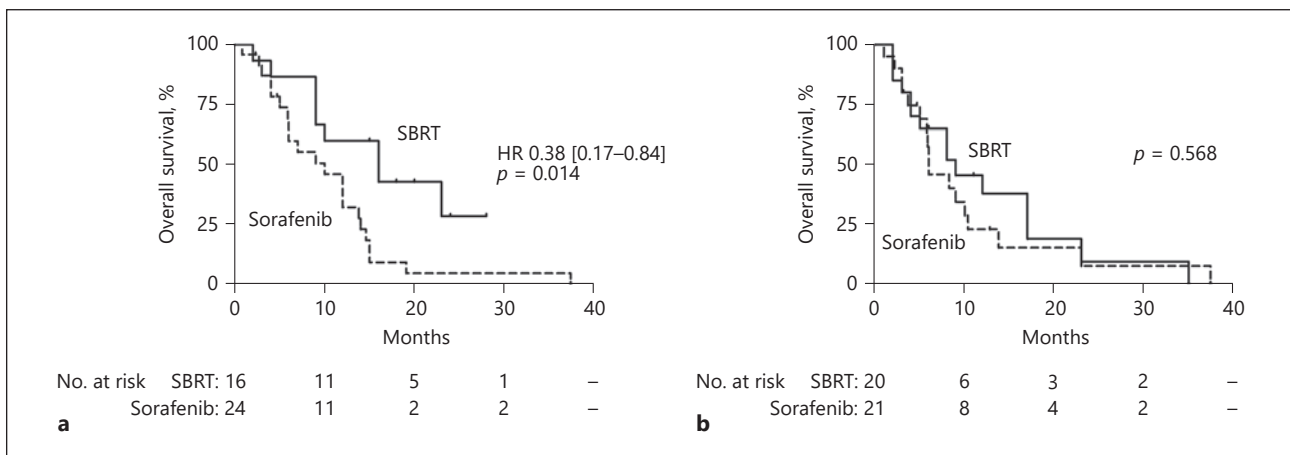 100
75
50
25
0
Overall survival, %
SBRT
Sorafenib
HR 0.38 [0.17–0.84]
p = 0.014
0 10 20 30 40
Months
No. at risk SBRT: 16 11 5 1 –
Sorafenib: 24 11 2 2 –
a
100
75
50
25
0
Overall survival, %
SBRT
Sorafenib
p = 0.568
0 10 20 30 40
Months
No. at risk SBRT: 20 6 3 2 –
Sorafenib: 21 8 4 2 –
b